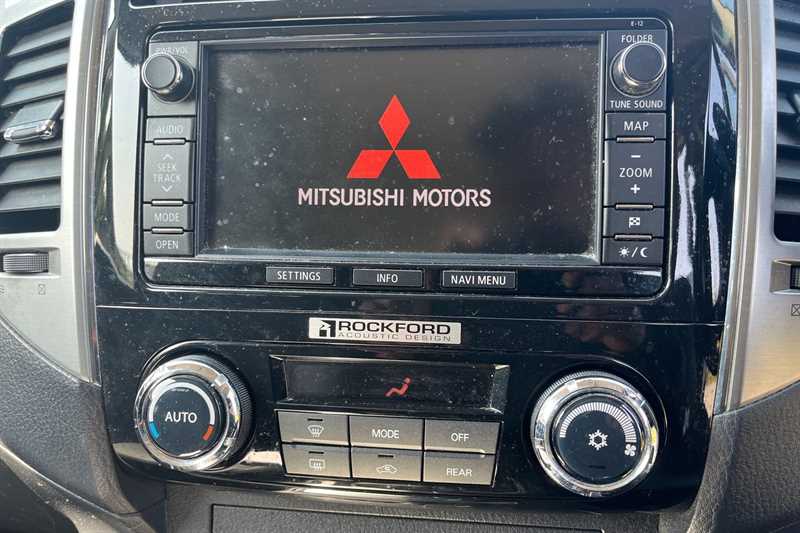 E-12
PWR/VOL
FOLDER
TUNE SOUND
AUDIO
SEEK
TRACK
MODE
OPEN
MITSUBISHI MOTORS
MAP
−
ZOOM
+
SETTINGS
INFO
NAVI MENU
ROCKFORD
ACOUSTIC DESIGN
AUTO
MODE
OFF
REAR